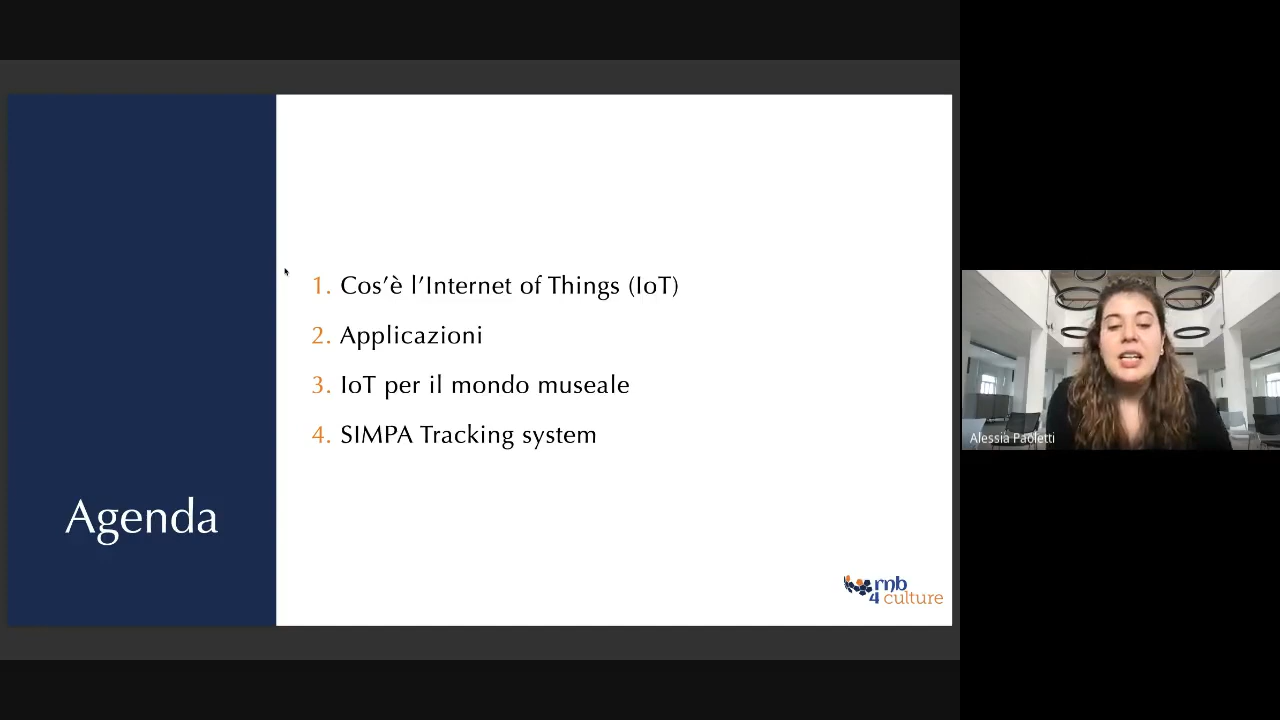 1. Cos’è l’Internet of Things (IoT)
2. Applicazioni
3. IoT per il mondo museale
4. SIMPA Tracking system
Agenda
rnb
4 culture
Alessia Paoletti